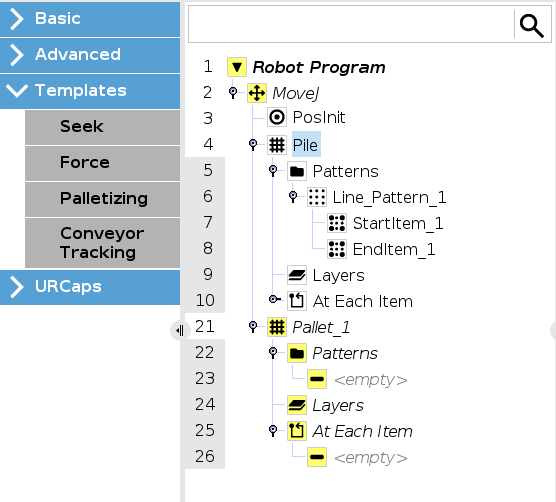 Basic
Advanced
Templates
Seek
Force
Palletizing
Conveyor
Tracking
URCaps
1 Robot Program
2 MoveJ
3 PosInit
4 Pile
5 Patterns
6 Line_Pattern_1
7 StartItem_1
8 EndItem_1
9 Layers
10 At Each Item
21 Pallet_1
22 Patterns
23 <empty>
24 Layers
25 At Each Item
26 <empty>